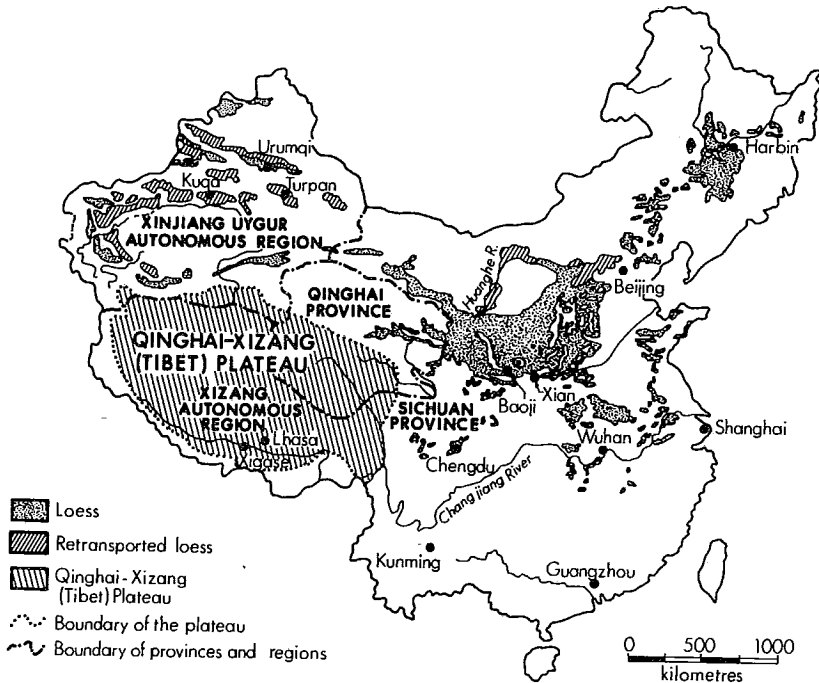 Urumqi
Kuqa
Turpan
XINJIANG UYGUR
AUTONOMOUS REGION
Harbin
Huanghe R.
Beijing
QINGHAI
PROVINCE
QINGHAI-XIZANG
(TIBET) PLATEAU
XIZANG
AUTONOMOUS
REGION
Lhasa
Xigase
SICHUAN
PROVINCE
Baoji
Xian
Wuhan
Shanghai
Chengdu
Changjiang River
Kunming
Guangzhou
Loess
Retransported loess
Qinghai-Xizang
(Tibet) Plateau
Boundary of the plateau
Boundary of provinces and regions
0 500 1000
kilometres